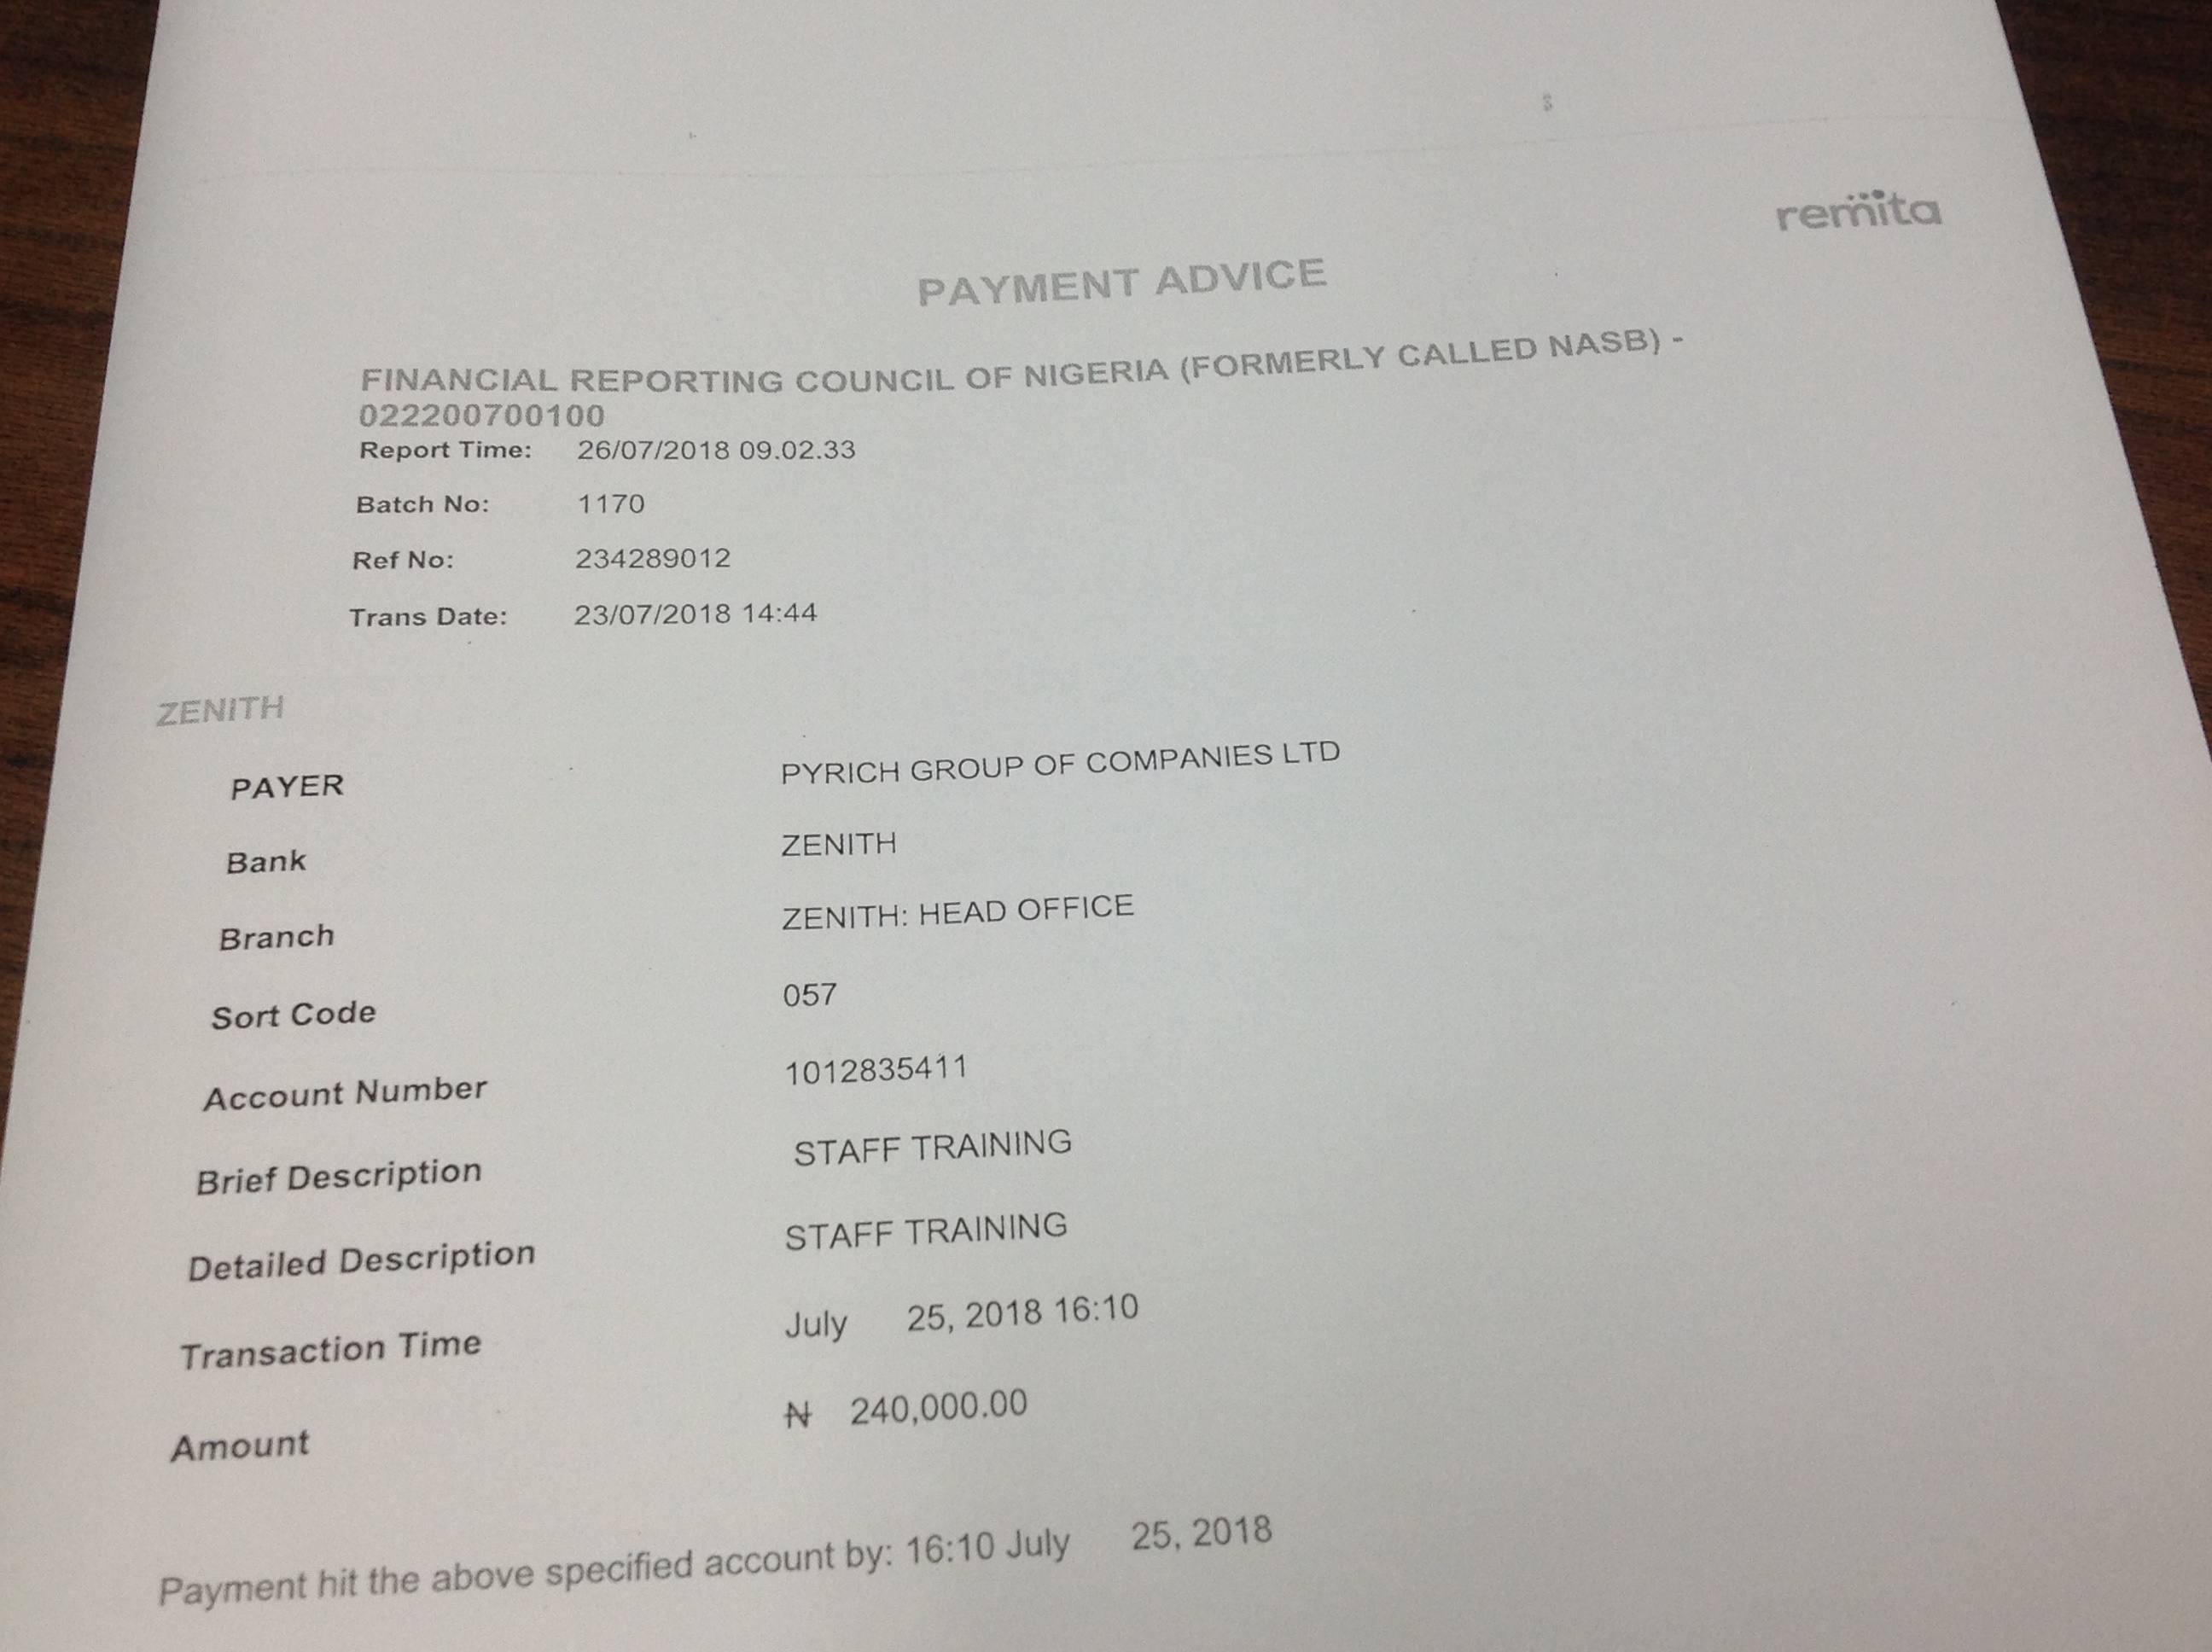 remita
PAYMENT ADVICE
FINANCIAL REPORTING COUNCIL OF NIGERIA (FORMERLY CALLED NASB) -
022200700100
Report Time: 26/07/2018 09.02.33
Batch No: 1170
Ref No: 234289012
Trans Date: 23/07/2018 14:44
ZENITH
PAYER PYRICH GROUP OF COMPANIES LTD
Bank ZENITH
Branch ZENITH: HEAD OFFICE
Sort Code 057
Account Number 1012835411
Brief Description STAFF TRAINING
Detailed Description STAFF TRAINING
Transaction Time July 25, 2018 16:10
Amount ₦ 240,000.00
Payment hit the above specified account by: 16:10 July 25, 2018